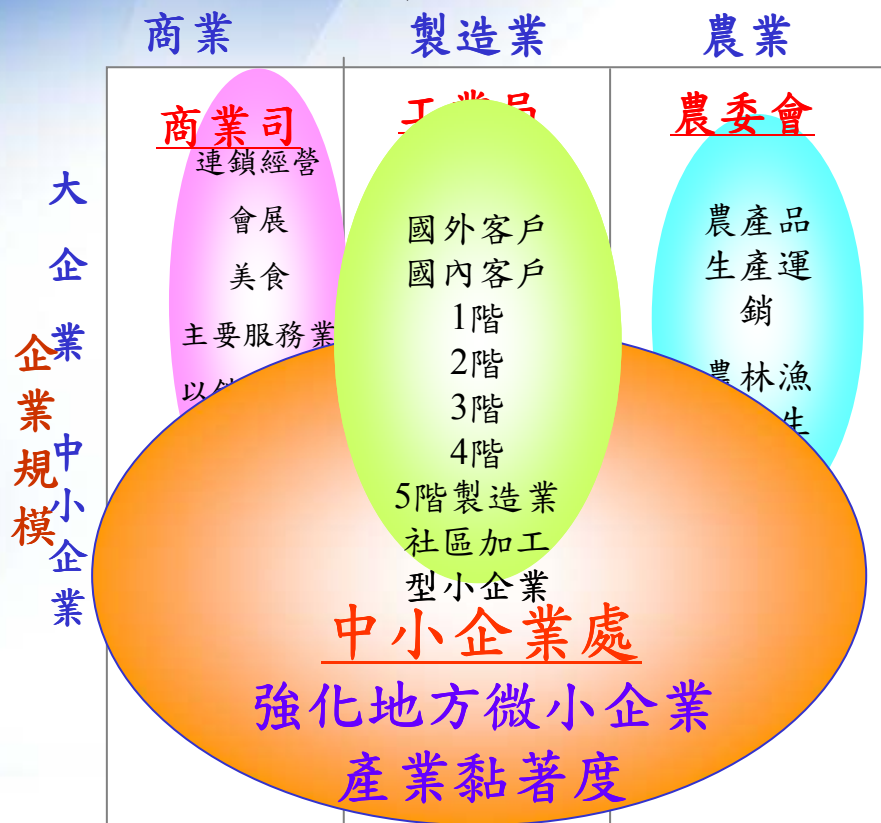 商業 製造業 農業
商業司
連鎖經營
會展
美食
主要服務業
以
國外客戶
國內客戶
1階
2階
3階
4階
5階製造業
社區加工
型小企業
農委會
農產品
生產運
銷
農林漁
生
大企業
中小企業
企業規模
中小企業處
強化地方微小企業
產業黏著度